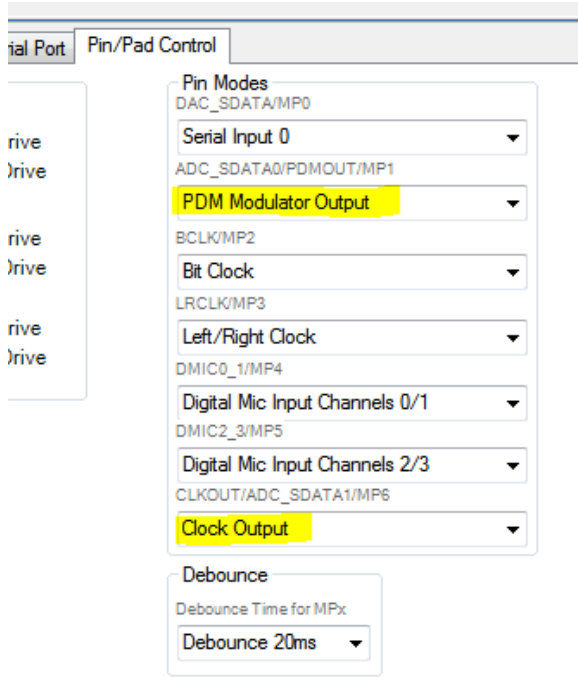 rial Port
Pin/Pad Control
rive
Drive
rive
Drive
rive
Drive
Pin Modes
DAC_SDATA/MP0
Serial Input 0
ADC_SDATA0/PDMOUT/MP1
PDM Modulator Output
BCLK/MP2
Bit Clock
LRCLK/MP3
Left/Right Clock
DMIC0_1/MP4
Digital Mic Input Channels 0/1
DMIC2_3/MP5
Digital Mic Input Channels 2/3
CLKOUT/ADC_SDATA1/MP6
Clock Output
Debounce
Debounce Time for MPx
Debounce 20ms